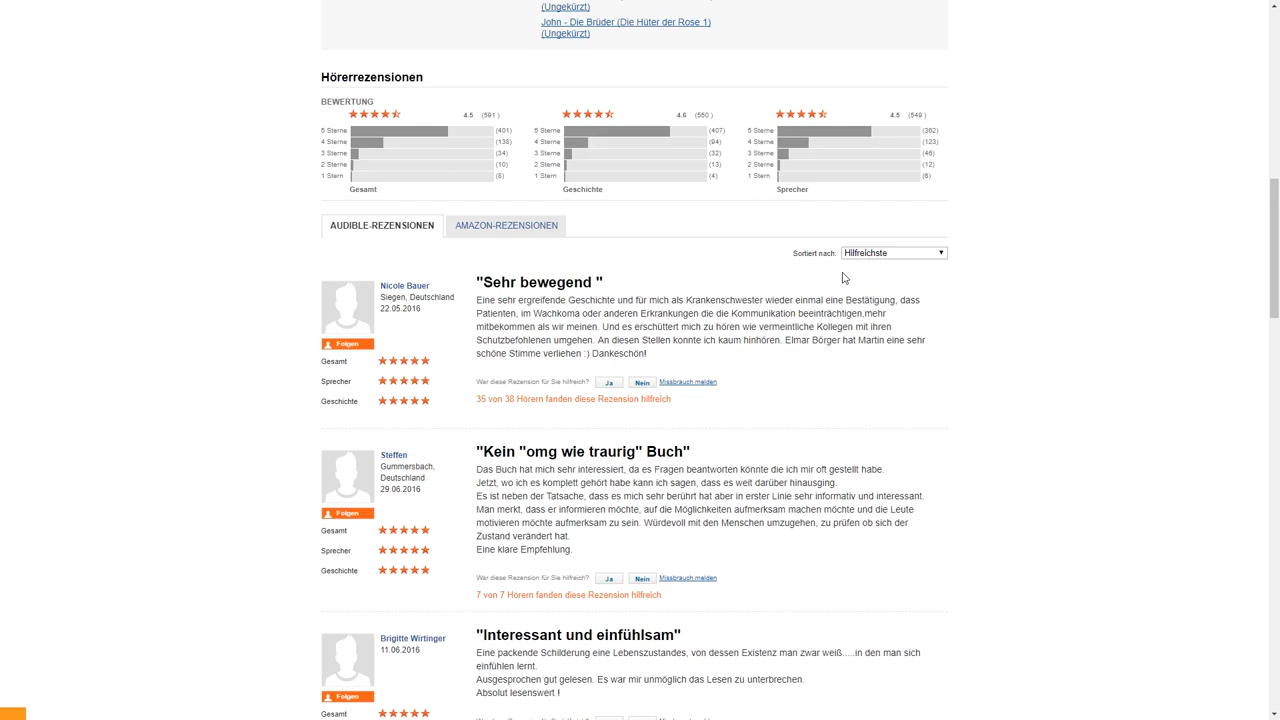 (Ungekürzt)
John - Die Brüder (Die Hüter der Rose 1)
(Ungekürzt)
Hörerrezensionen
BEWERTUNG
4.5 (591 )
5 Sterne (401)
4 Sterne (138)
3 Sterne (34)
2 Sterne (10)
1 Stern (8)
Gesamt
4.6 (550 )
5 Sterne (407)
4 Sterne (94)
3 Sterne (32)
2 Sterne (13)
1 Stern (4)
Geschichte
4.5 (549 )
5 Sterne (362)
4 Sterne (123)
3 Sterne (46)
2 Sterne (12)
1 Stern (6)
Sprecher
AUDIBLE-REZENSIONEN
AMAZON-REZENSIONEN
Sortiert nach: Hilfreichste
Nicole Bauer
Siegen, Deutschland
22.05.2016
Folgen
Gesamt
Sprecher
Geschichte
"Sehr bewegend "
Eine sehr ergreifende Geschichte und für mich als Krankenschwester wieder einmal eine Bestätigung, dass
Patienten, im Wachkoma oder anderen Erkrankungen die die Kommunikation beeinträchtigen,mehr
mitbekommen als wir meinen. Und es erschüttert mich zu hören wie vermeintliche Kollegen mit ihren
Schutzbefohlenen umgehen. An diesen Stellen konnte ich kaum hinhören. Elmar Börger hat Martin eine sehr
schöne Stimme verliehen :) Dankeschön!
War diese Rezension für Sie hilfreich? Ja Nein Missbrauch melden
35 von 38 Hörern fanden diese Rezension hilfreich
Steffen
Gummersbach,
Deutschland
29.06.2016
Folgen
Gesamt
Sprecher
Geschichte
"Kein "omg wie traurig" Buch"
Das Buch hat mich sehr interessiert, da es Fragen beantworten könnte die ich mir oft gestellt habe.
Jetzt, wo ich es komplett gehört habe kann ich sagen, dass es weit darüber hinausging.
Es ist neben der Tatsache, dass es mich sehr berührt hat aber in erster Linie sehr informativ und interessant.
Man merkt, dass er informieren möchte, auf die Möglichkeiten aufmerksam machen möchte und die Leute
motivieren möchte aufmerksam zu sein. Würdevoll mit den Menschen umzugehen, zu prüfen ob sich der
Zustand verändert hat.
Eine klare Empfehlung.
War diese Rezension für Sie hilfreich? Ja Nein Missbrauch melden
7 von 7 Hörern fanden diese Rezension hilfreich
Brigitte Wirtinger
11.06.2016
Folgen
Gesamt
"Interessant und einfühlsam"
Eine packende Schilderung eine Lebenszustandes, von dessen Existenz man zwar weiß.....in den man sich
einfühlen lernt.
Ausgesprochen gut gelesen. Es war mir unmöglich das Lesen zu unterbrechen.
Absolut lesenswert !